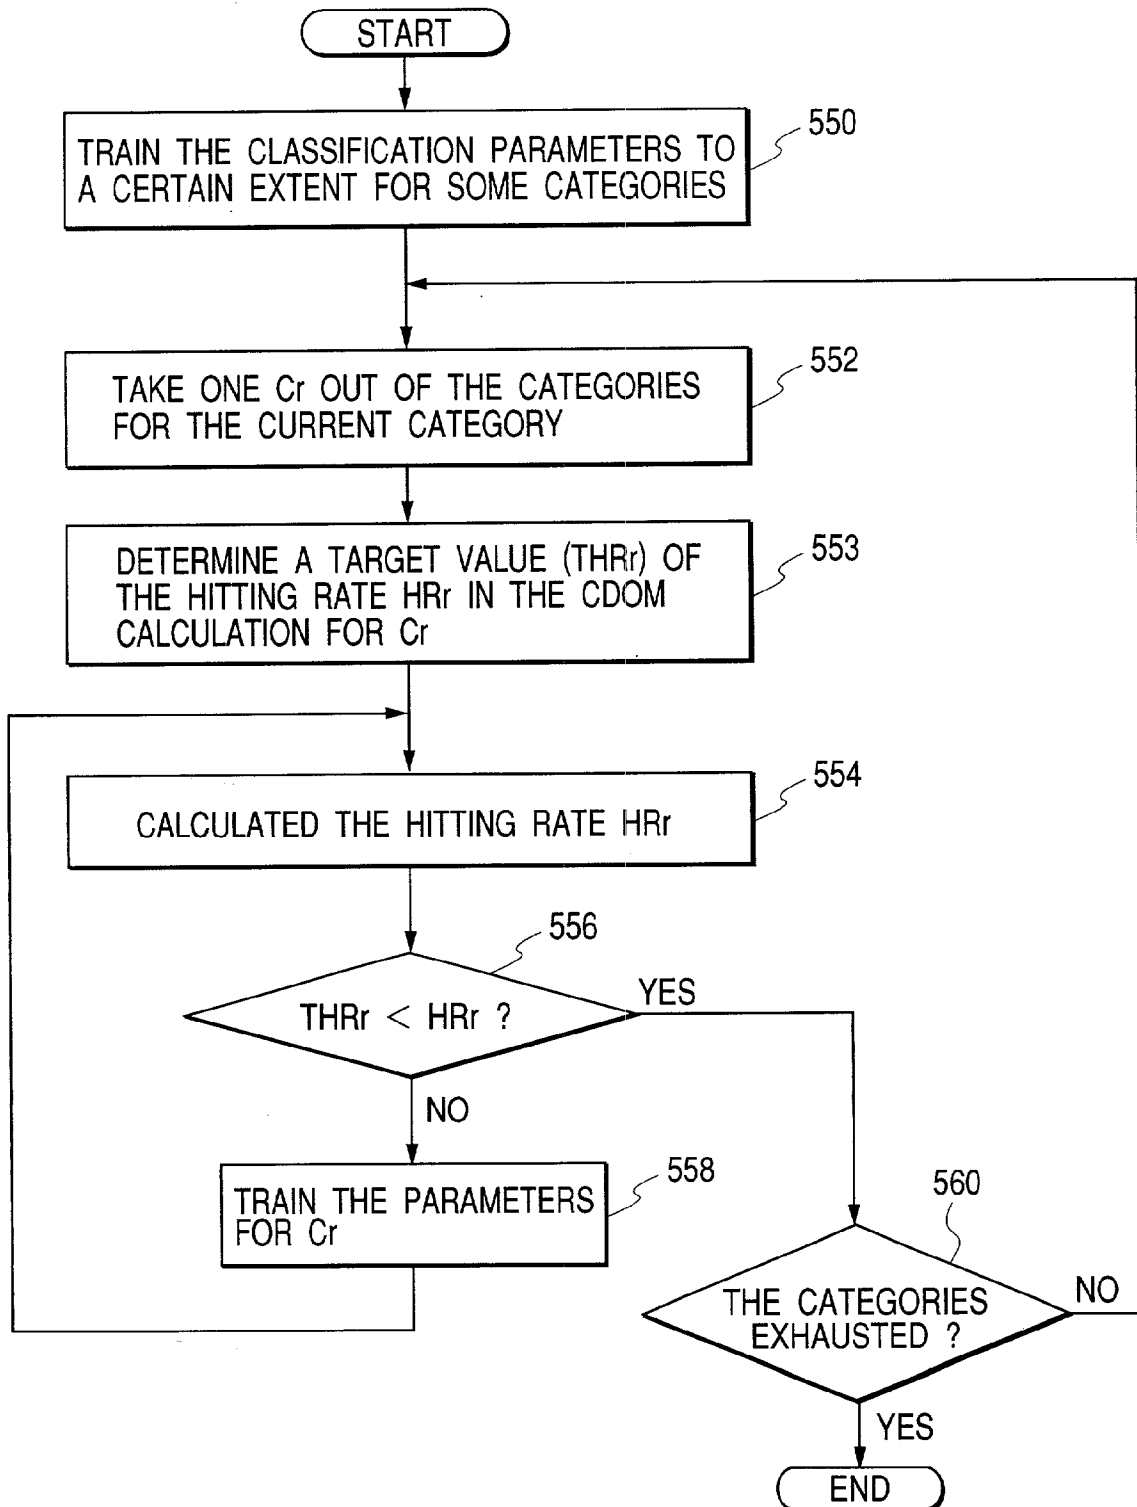 START
550
TRAIN THE CLASSIFICATION PARAMETERS TO
A CERTAIN EXTENT FOR SOME CATEGORIES
552
TAKE ONE Cr OUT OF THE CATEGORIES
FOR THE CURRENT CATEGORY
553
DETERMINE A TARGET VALUE (THRr) OF
THE HITTING RATE HRr IN THE CDOM
CALCULATION FOR Cr
554
CALCULATED THE HITTING RATE HRr
556
THRr < HRr ?
YES
NO
558
TRAIN THE PARAMETERS
FOR Cr
560
THE CATEGORIES
EXHAUSTED ?
NO
YES
END